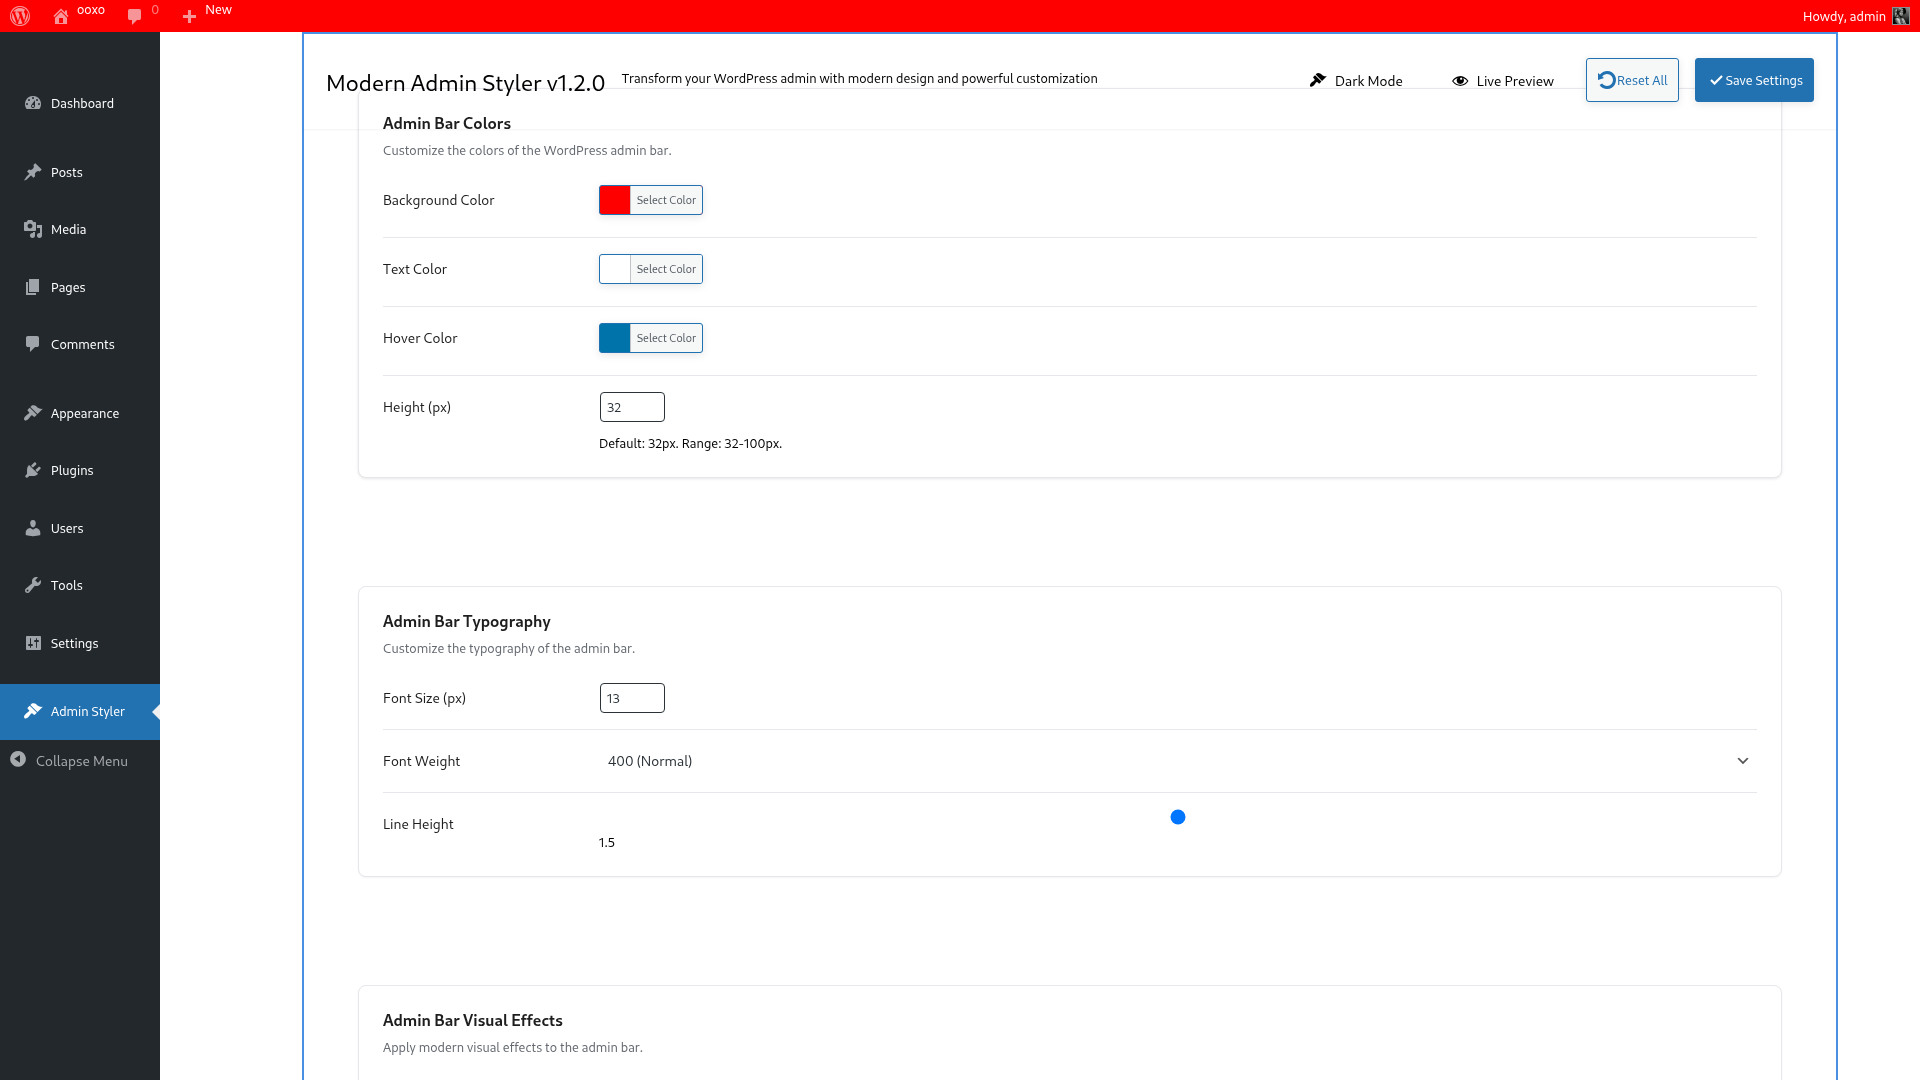 ooxo
0
New
Howdy, admin
Dashboard
Posts
Media
Pages
Comments
Appearance
Plugins
Users
Tools
Settings
Admin Styler
Collapse Menu
Modern Admin Styler v1.2.0
Transform your WordPress admin with modern design and powerful customization
Dark Mode
Live Preview
Reset All
Save Settings
Admin Bar Colors
Customize the colors of the WordPress admin bar.
Background Color
Select Color
Text Color
Select Color
Hover Color
Select Color
Height (px)
32
Default: 32px. Range: 32-100px.
Admin Bar Typography
Customize the typography of the admin bar.
Font Size (px)
13
Font Weight
400 (Normal)
Line Height
1.5
Admin Bar Visual Effects
Apply modern visual effects to the admin bar.